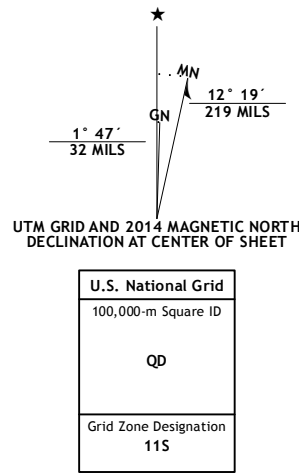 MN
GN
12° 19´
219 MILS
1° 47´
32 MILS
UTM GRID AND 2014 MAGNETIC NORTH
DECLINATION AT CENTER OF SHEET
U.S. National Grid
100,000-m Square ID
QD
Grid Zone Designation
11S